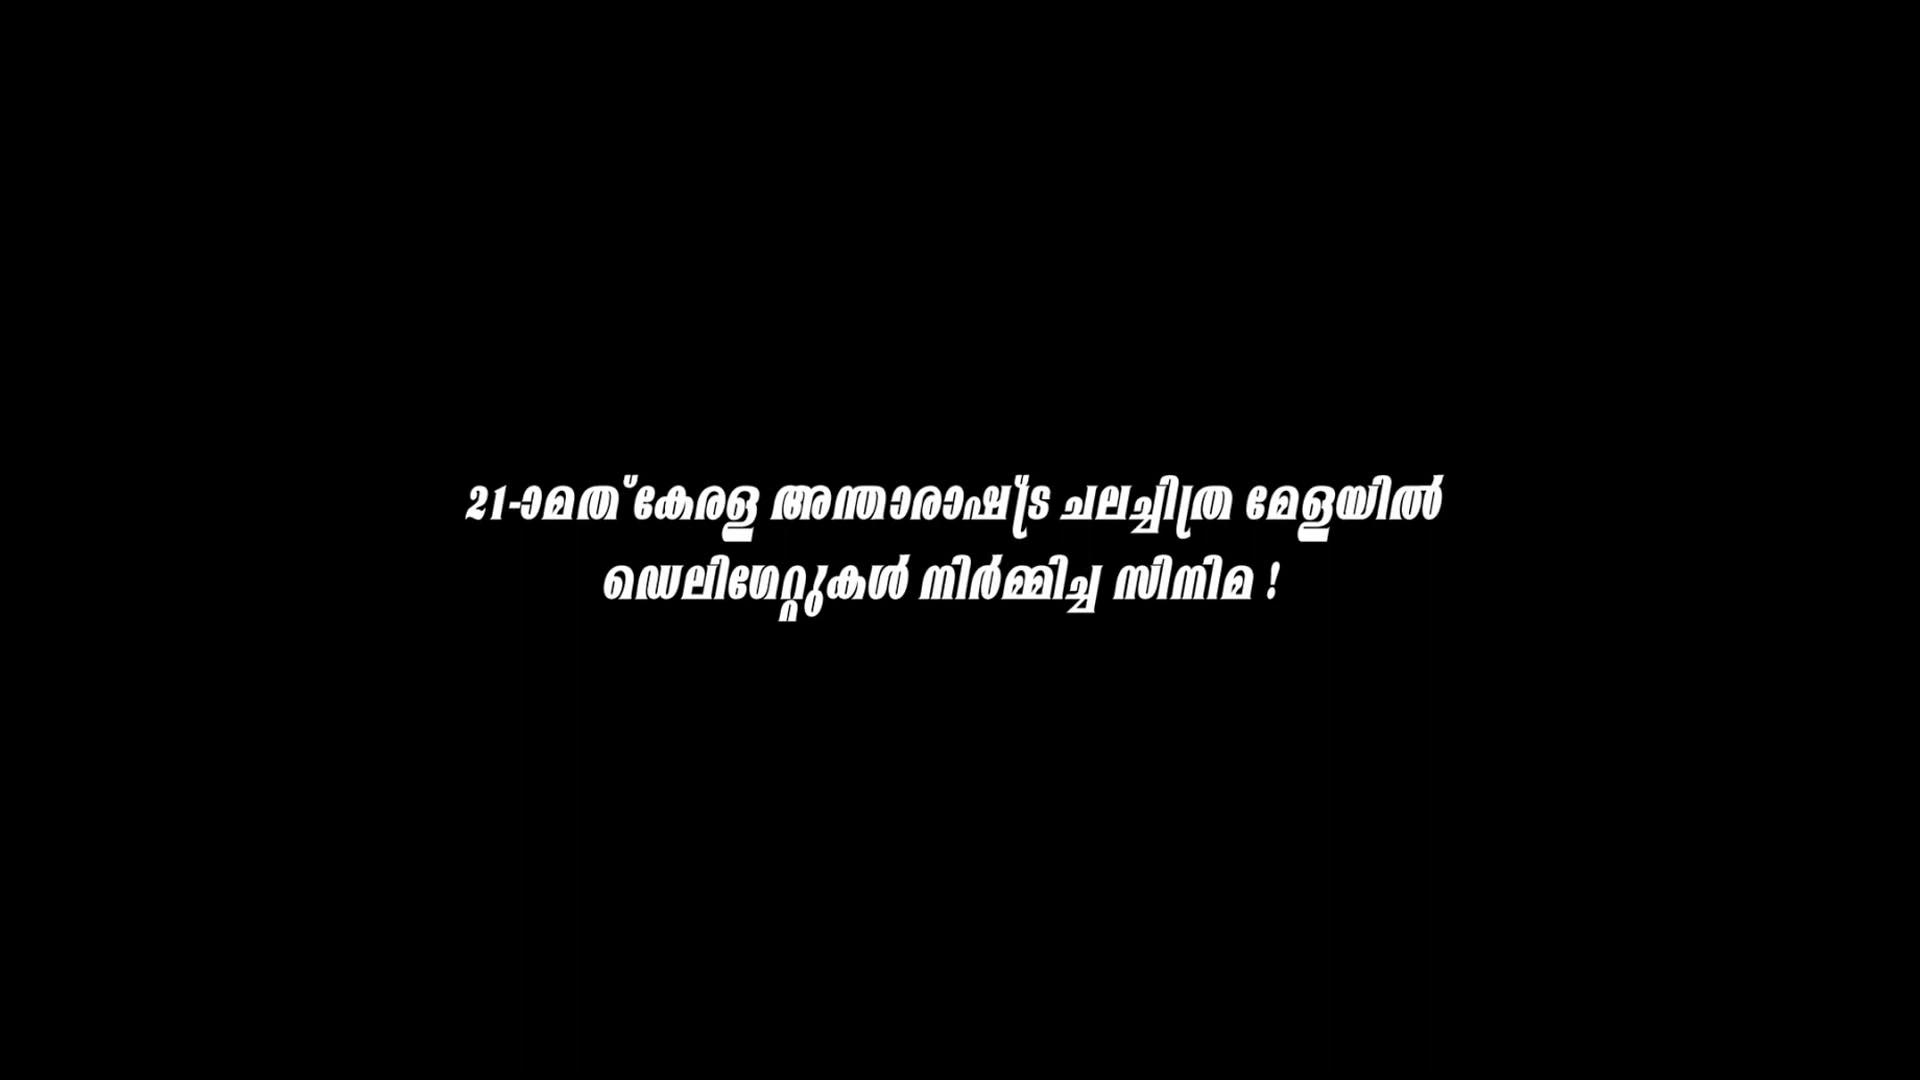 21-ാമത് കേരള അന്താരാഷ്ട്ര ചലച്ചിത്ര മേളയിൽ
ഡെലിഗേറ്റുകൾ നിർമ്മിച്ച സിനിമ !